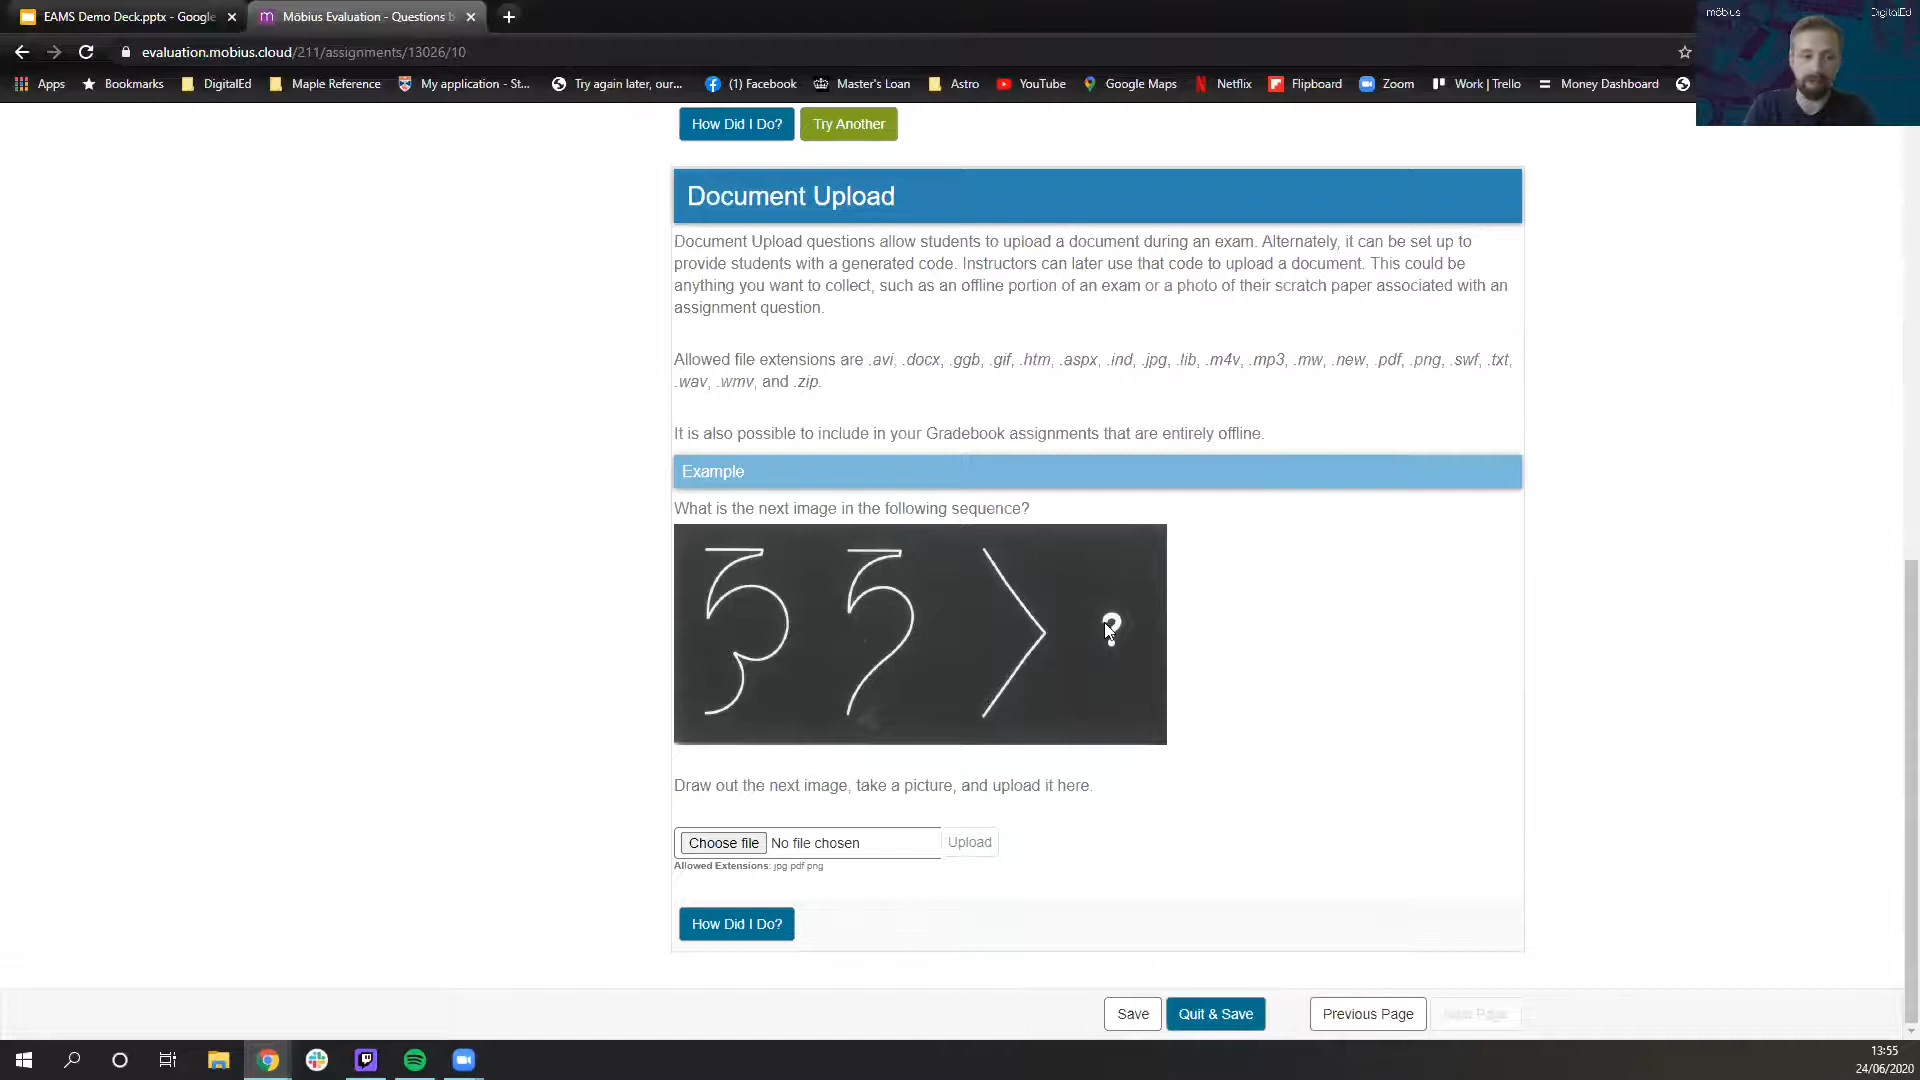 EAMS Demo Deck.pptx - Google
Möbius Evaluation - Questions b
möbius
DigitalEd
evaluation.mobius.cloud/211/assignments/13026/10
Apps
Bookmarks
DigitalEd
Maple Reference
My application - St...
Try again later, our...
(1) Facebook
Master's Loan
Astro
YouTube
Google Maps
Netflix
Flipboard
Zoom
Work | Trello
Money Dashboard
How Did I Do?
Try Another
Document Upload
Document Upload questions allow students to upload a document during an exam. Alternately, it can be set up to
provide students with a generated code. Instructors can later use that code to upload a document. This could be
anything you want to collect, such as an offline portion of an exam or a photo of their scratch paper associated with an
assignment question.
Allowed file extensions are .avi, .docx, .ggb, .gif, .htm, .aspx, .ind, .jpg, .lib, .m4v, .mp3, .mw, .new, .pdf, .png, .swf, .txt,
.wav, .wmv, and .zip.
It is also possible to include in your Gradebook assignments that are entirely offline.
Example
What is the next image in the following sequence?
?
Draw out the next image, take a picture, and upload it here.
Choose file
No file chosen
Upload
Allowed Extensions: jpg pdf png
How Did I Do?
Save
Quit & Save
Previous Page
Next Page
13:55
24/06/2020